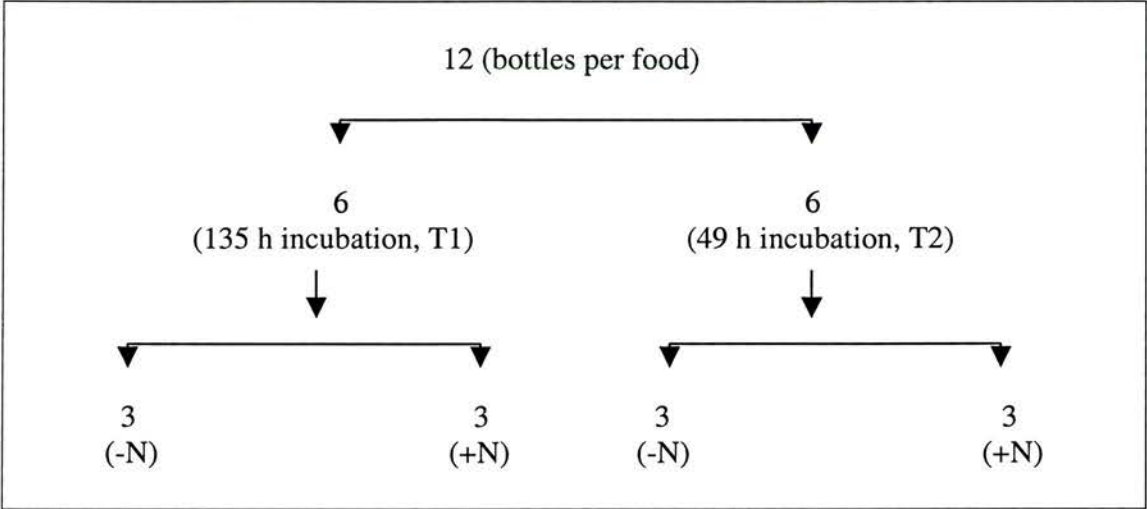 12 (bottles per food)
6 6
(135 h incubation, T1) (49 h incubation, T2)
3 3 3 3
(-N) (+N) (-N) (+N)